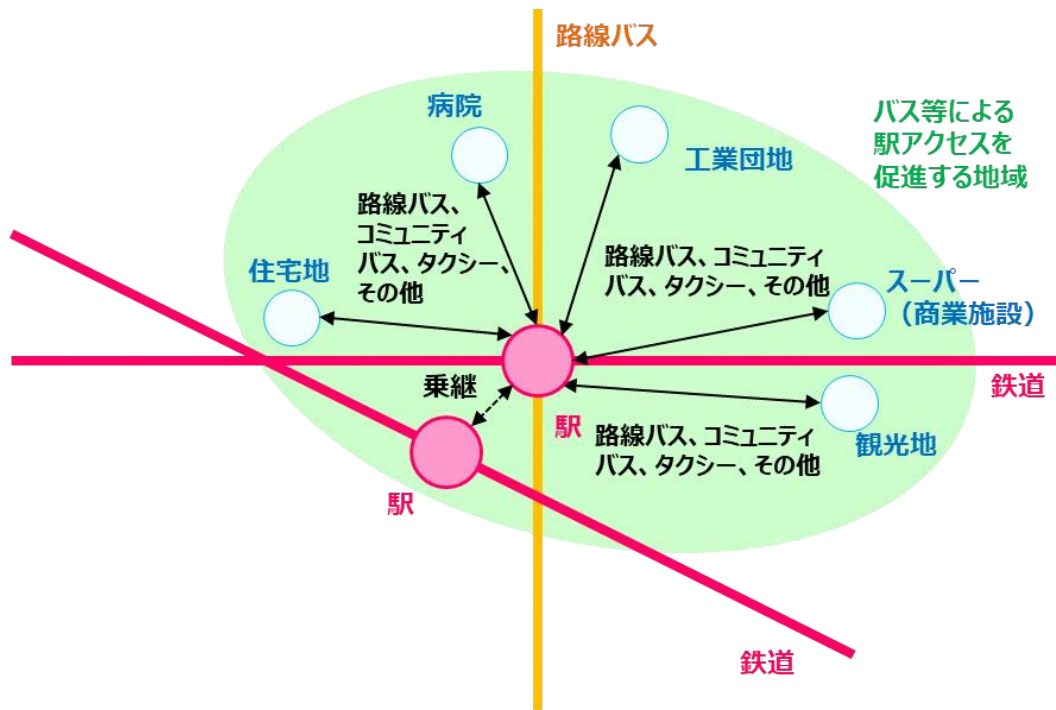 路線バス
病院
工業団地
バス等による
駅アクセスを
促進する地域
路線バス、
コミュニティ
バス、タクシー、
その他
路線バス、コミュニティ
バス、タクシー、その他
住宅地
スーパー
（商業施設）
乗継
鉄道
駅
路線バス、コミュニティ
バス、タクシー、その他
観光地
駅
鉄道